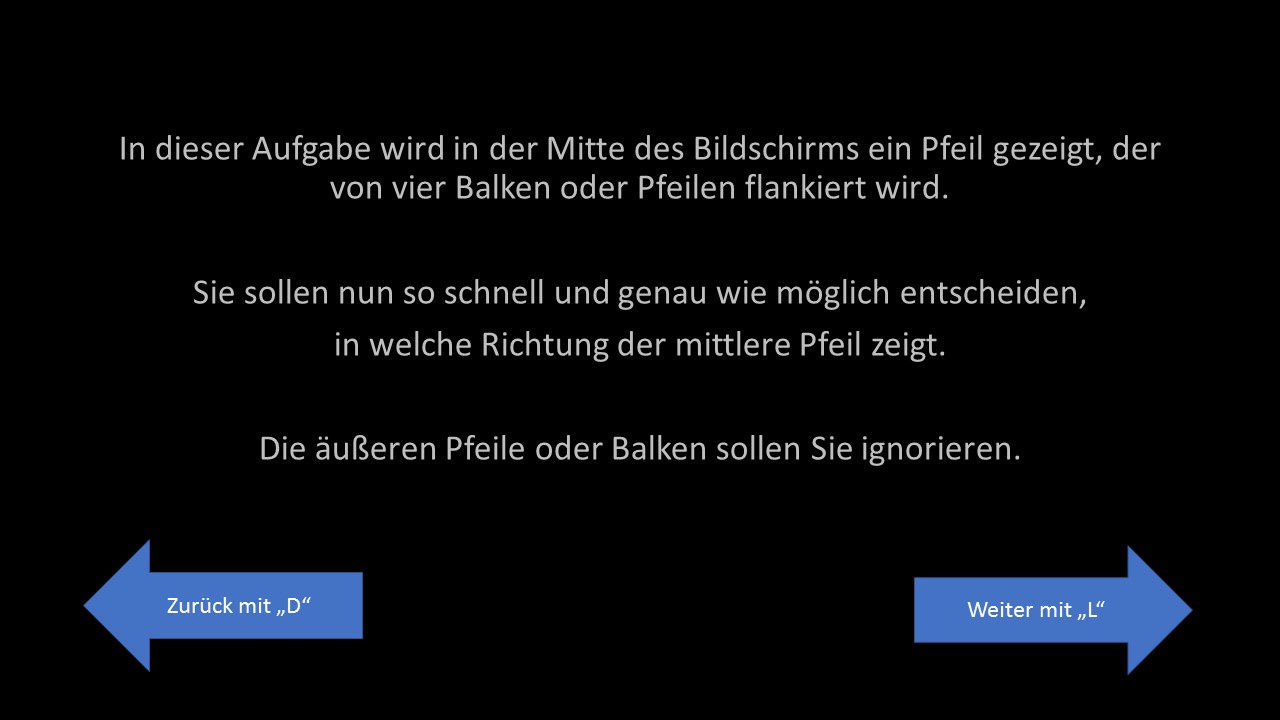 In dieser Aufgabe wird in der Mitte des Bildschirms ein Pfeil gezeigt, der
von vier Balken oder Pfeilen flankiert wird.
Sie sollen nun so schnell und genau wie möglich entscheiden,
in welche Richtung der mittlere Pfeil zeigt.
Die äußeren Pfeile oder Balken sollen Sie ignorieren.
Zurück mit „D“
Weiter mit „L“